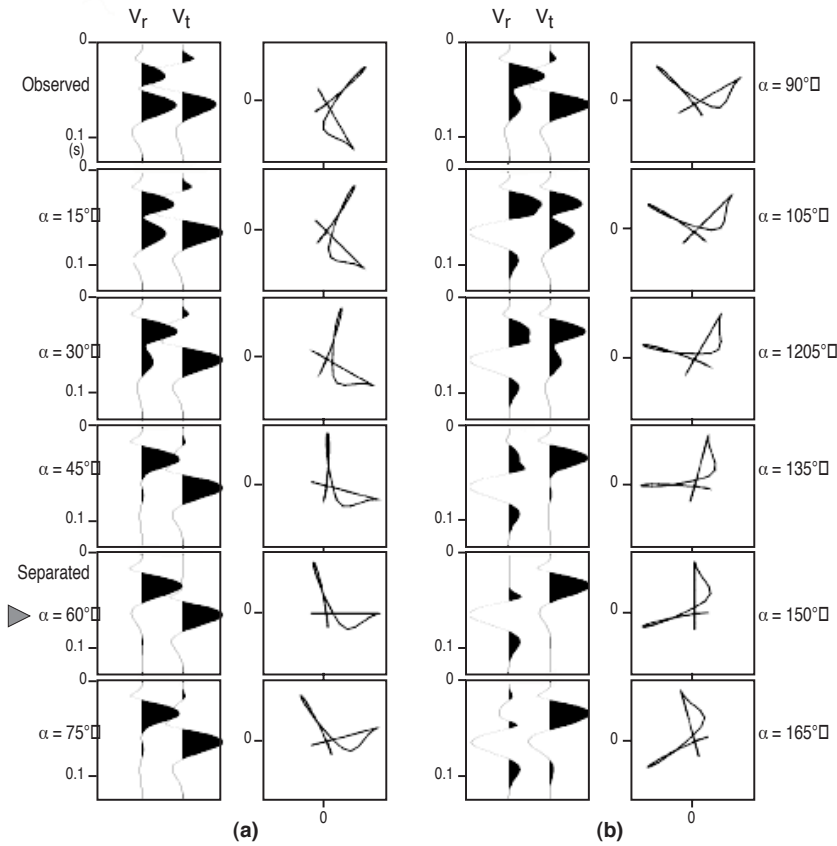 Vr Vt
Vr Vt
0
Observed
0.1
(s)
0
0
0 α = 90°□
0
α = 15°□
0.1
0
0
0 α = 105°□
0.1
0
α = 30°□
0.1
0
0
0 α = 1205°□
0.1
0
α = 45°□
0.1
0
0
0 α = 135°□
0.1
0
Separated
α = 60°□
0.1
0
0
0 α = 150°□
0.1
0
α = 75°□
0.1
0
0
0
0 α = 165°□
0.1
0
(a)
(b)